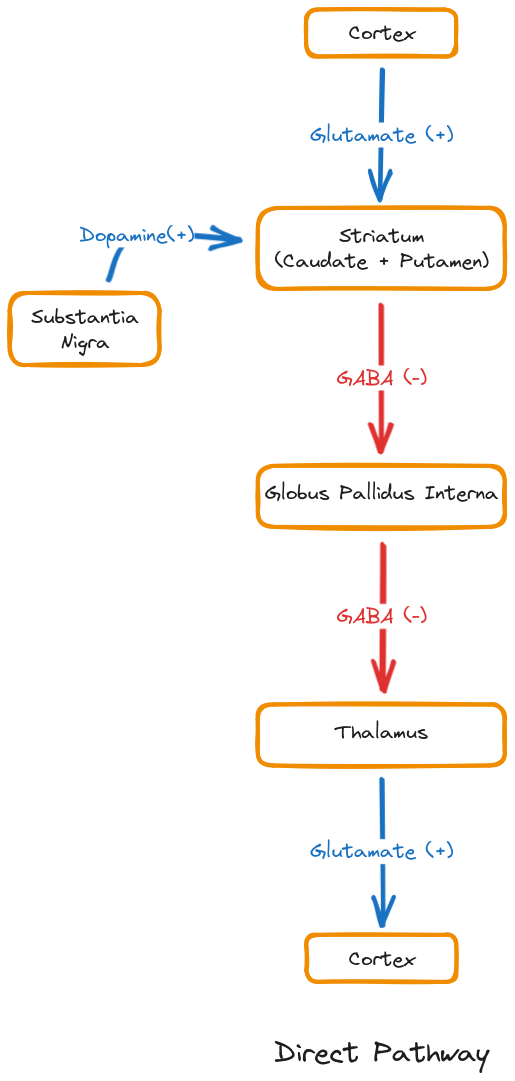 Cortex
Glutamate (+)
Dopamine(+)
Striatum
(Caudate + Putamen)
Substantia
Nigra
GABA (-)
Globus Pallidus Interna
GABA (-)
Thalamus
Glutamate (+)
Cortex
Direct Pathway